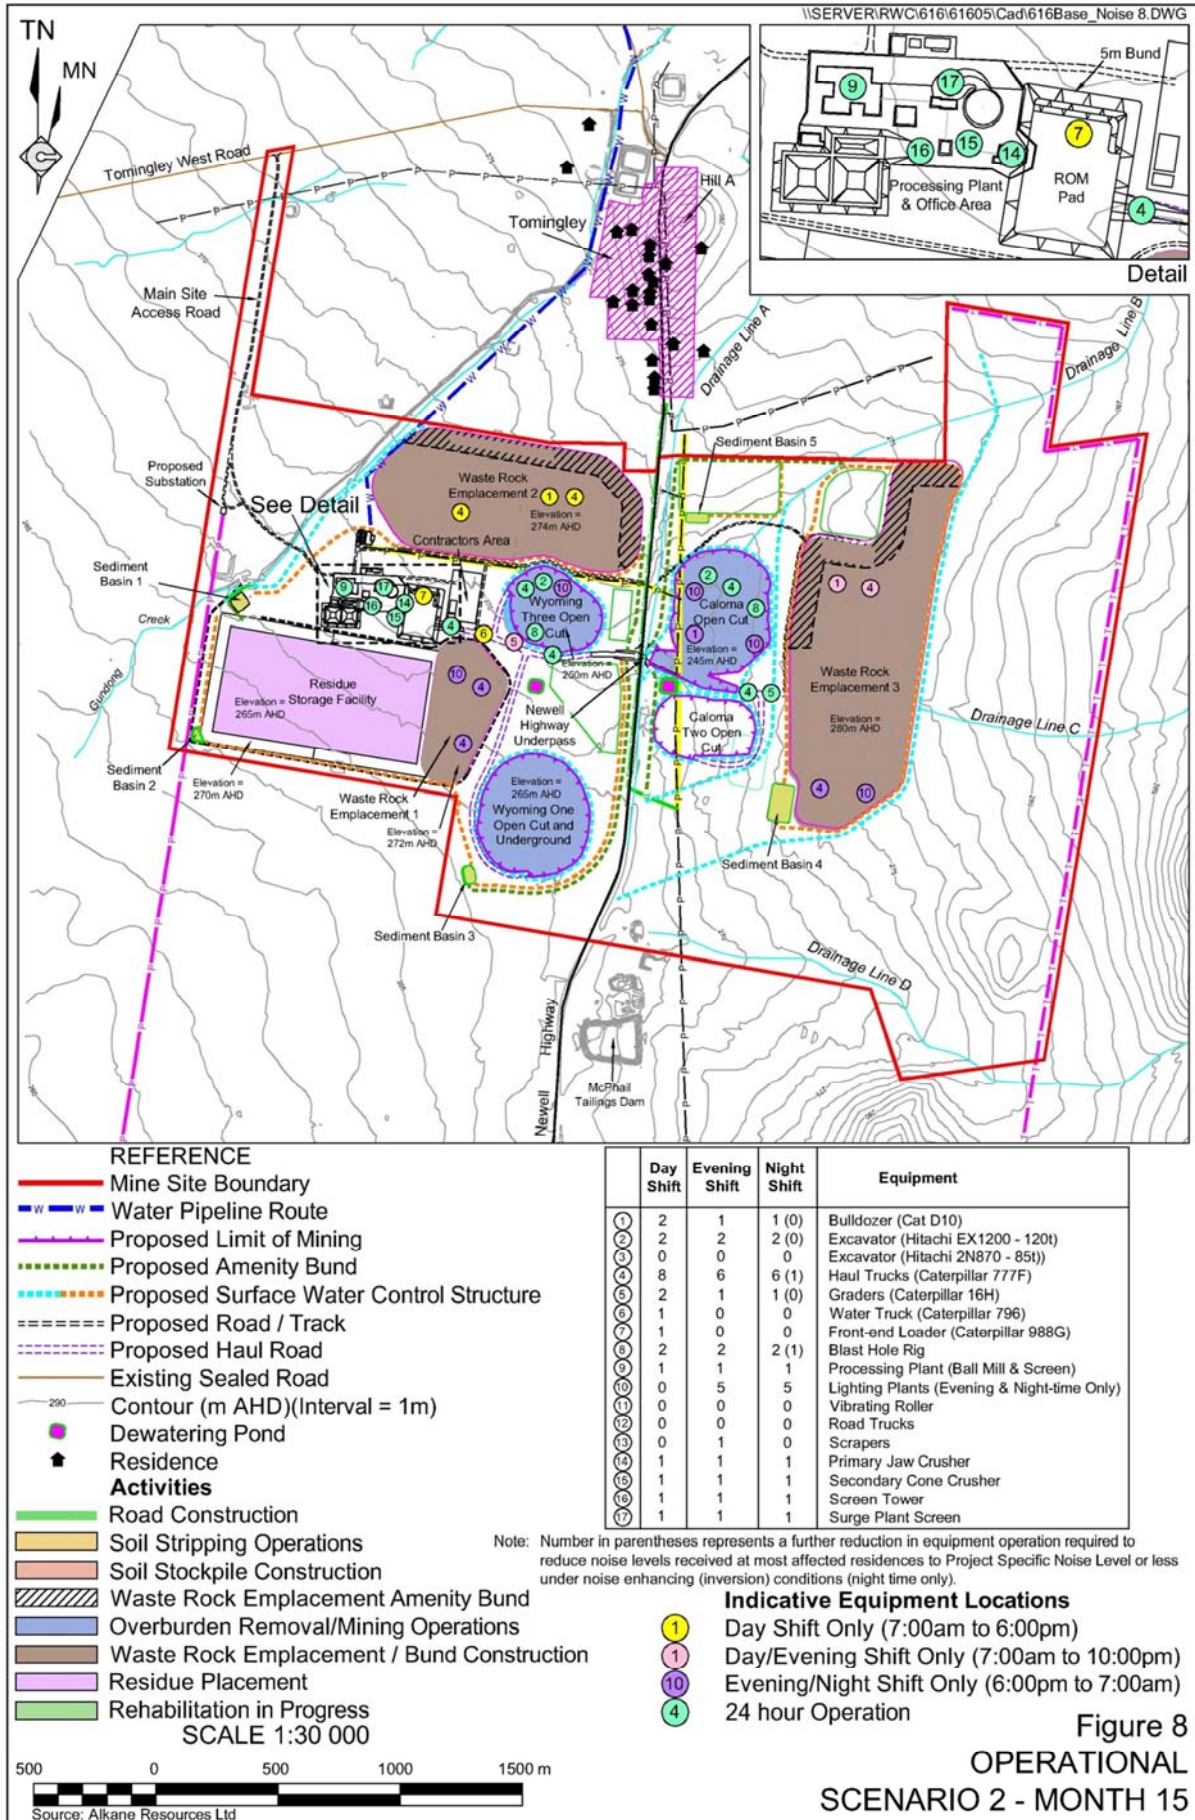 \\SERVER\RWC\616\61605\Cad\616Base_Noise 8.DWG
TN
MN
5m Bund
9
17
7
16
15
14
4
Processing Plant
& Office Area
ROM
Pad
Detail
Tomingley West Road
Hill A
Tomingley
Main Site
Access Road
Drainage Line A
Drainage Line B
Sediment Basin 5
Proposed
Substation
See Detail
Waste Rock
Emplacement 2
Elevation =
274m AHD
Contractors Area
Sediment
Basin 1
Gundong Creek
Wyoming
Three Open
Cut
Elevation =
260m AHD
Caloma
Open Cut
Elevation =
245m AHD
Residue
Storage Facility
Elevation =
265m AHD
Newell
Highway
Underpass
Caloma
Two Open
Cut
Waste Rock
Emplacement 3
Elevation =
280m AHD
Drainage Line C
Sediment
Basin 2
Elevation =
270m AHD
Waste Rock
Emplacement 1
Elevation =
272m AHD
Elevation =
265m AHD
Wyoming One
Open Cut and
Underground
Sediment Basin 4
Sediment Basin 3
Drainage Line D
Newell Highway
McPhail
Tailings Dam
REFERENCE
Mine Site Boundary
Water Pipeline Route
Proposed Limit of Mining
Proposed Amenity Bund
Proposed Surface Water Control Structure
Proposed Road / Track
Proposed Haul Road
Existing Sealed Road
290 Contour (m AHD)(Interval = 1m)
Dewatering Pond
Residence
Activities
Road Construction
Soil Stripping Operations
Soil Stockpile Construction
Waste Rock Emplacement Amenity Bund
Overburden Removal/Mining Operations
Waste Rock Emplacement / Bund Construction
Residue Placement
Rehabilitation in Progress
SCALE 1:30 000
500 0 500 1000 1500 m
Source: Alkane Resources Ltd
Day Shift Evening Shift Night Shift Equipment
1 2 1 1 (0) Bulldozer (Cat D10)
2 2 2 2 (0) Excavator (Hitachi EX1200 - 120t)
3 0 0 0 Excavator (Hitachi 2N870 - 85t))
4 8 6 6 (1) Haul Trucks (Caterpillar 777F)
5 2 1 1 (0) Graders (Caterpillar 16H)
6 1 0 0 Water Truck (Caterpillar 796)
7 1 0 0 Front-end Loader (Caterpillar 988G)
8 2 2 2 (1) Blast Hole Rig
9 1 1 1 Processing Plant (Ball Mill & Screen)
10 0 5 5 Lighting Plants (Evening & Night-time Only)
11 0 0 0 Vibrating Roller
12 0 0 0 Road Trucks
13 0 1 0 Scrapers
14 1 1 1 Primary Jaw Crusher
15 1 1 1 Secondary Cone Crusher
16 1 1 1 Screen Tower
17 1 1 1 Surge Plant Screen
Note: Number in parentheses represents a further reduction in equipment operation required to
reduce noise levels received at most affected residences to Project Specific Noise Level or less
under noise enhancing (inversion) conditions (night time only).
Indicative Equipment Locations
1 Day Shift Only (7:00am to 6:00pm)
1 Day/Evening Shift Only (7:00am to 10:00pm)
10 Evening/Night Shift Only (6:00pm to 7:00am)
4 24 hour Operation
Figure 8
OPERATIONAL
SCENARIO 2 - MONTH 15